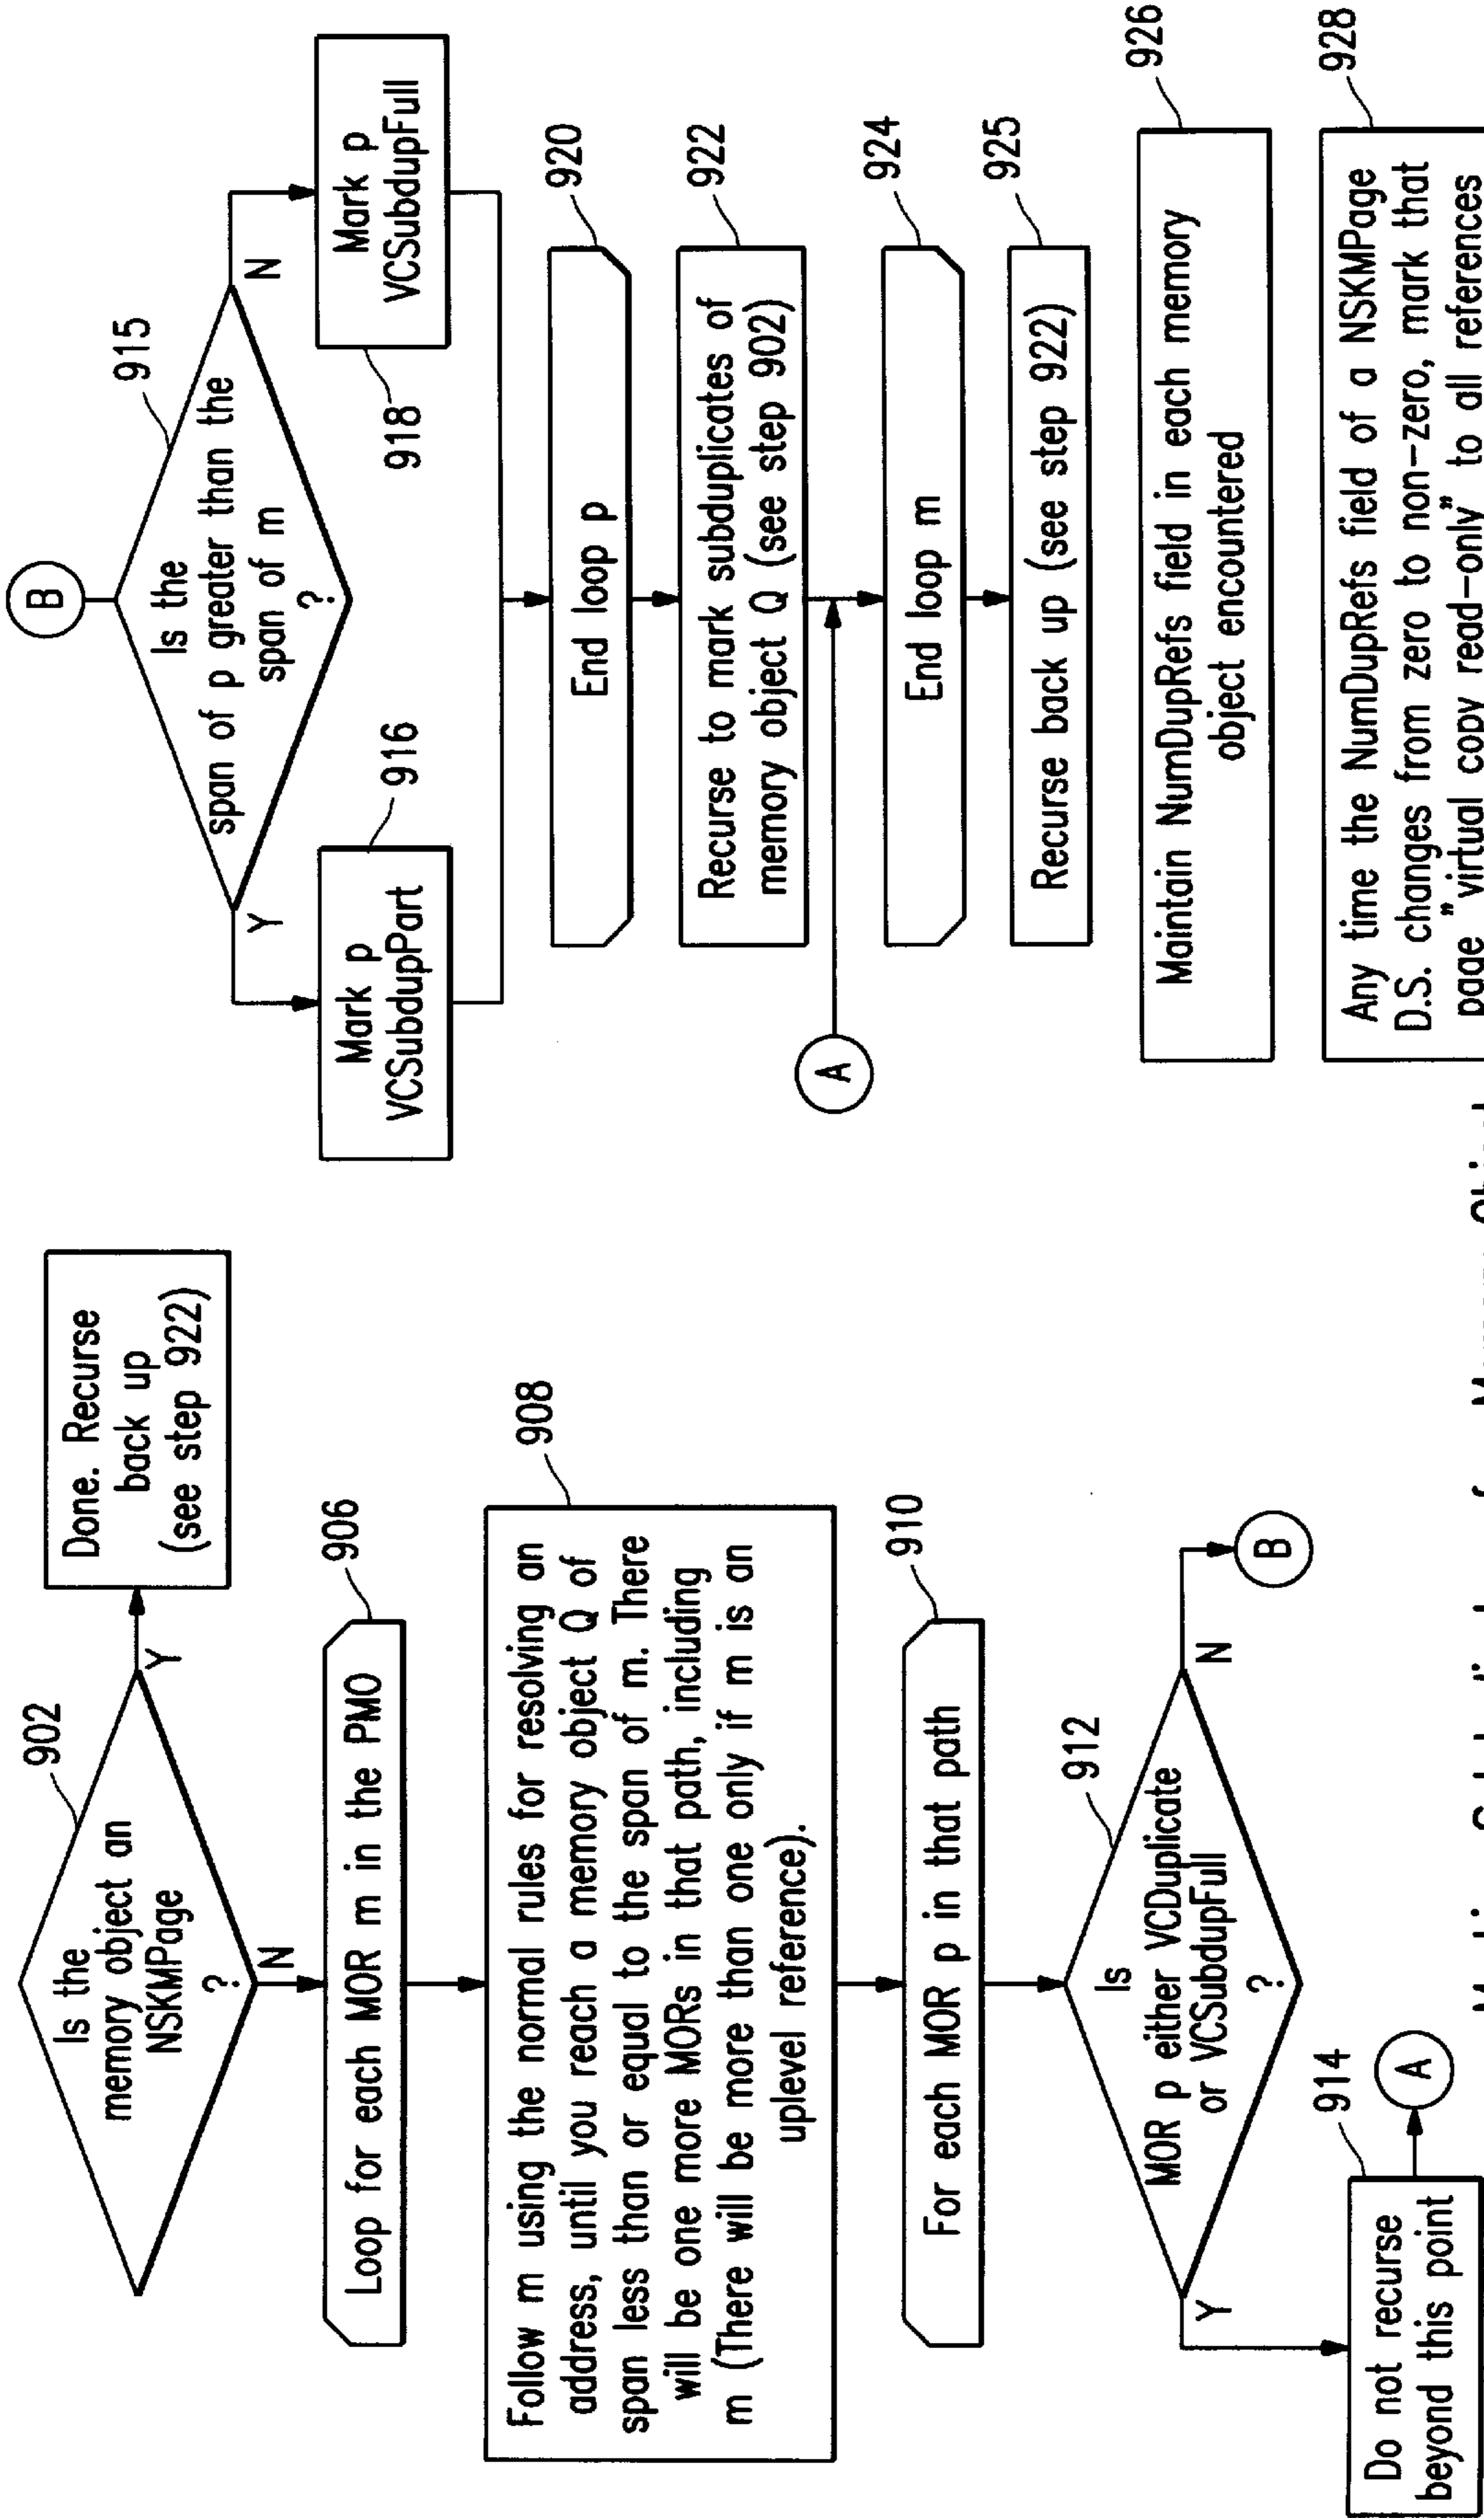 902
Is the
memory object an
NSKMPage
?
Y
N
Done. Recurse
back up
(see step 922)
906
Loop for each MOR m in the PMO
908
Follow m using the normal rules for resolving an
address, until you reach a memory object Q of
span less than or equal to the span of m. There
will be one more MORs in that path, including
m (There will be more than one only if m is an
uplevel reference).
910
For each MOR p in that path
912
Is
MOR p either VCDuplicate
or VCSubdupFull
?
Y
N
914
Do not recurse
beyond this point
A
B
B
915
Is the
span of p greater than the
span of m
?
Y
N
916
Mark p
VCSubdupPart
918
Mark p
VCSubdupFull
920
End loop p
922
Recurse to mark subduplicates of
memory object Q (see step 902)
A
924
End loop m
925
Recurse back up (see step 922)
926
Maintain NumDupRefs field in each memory
object encountered
928
Any time the NumDupRefs field of a NSKMPage
D.S. changes from zero to non-zero, mark that
page "virtual copy read-only" to all references